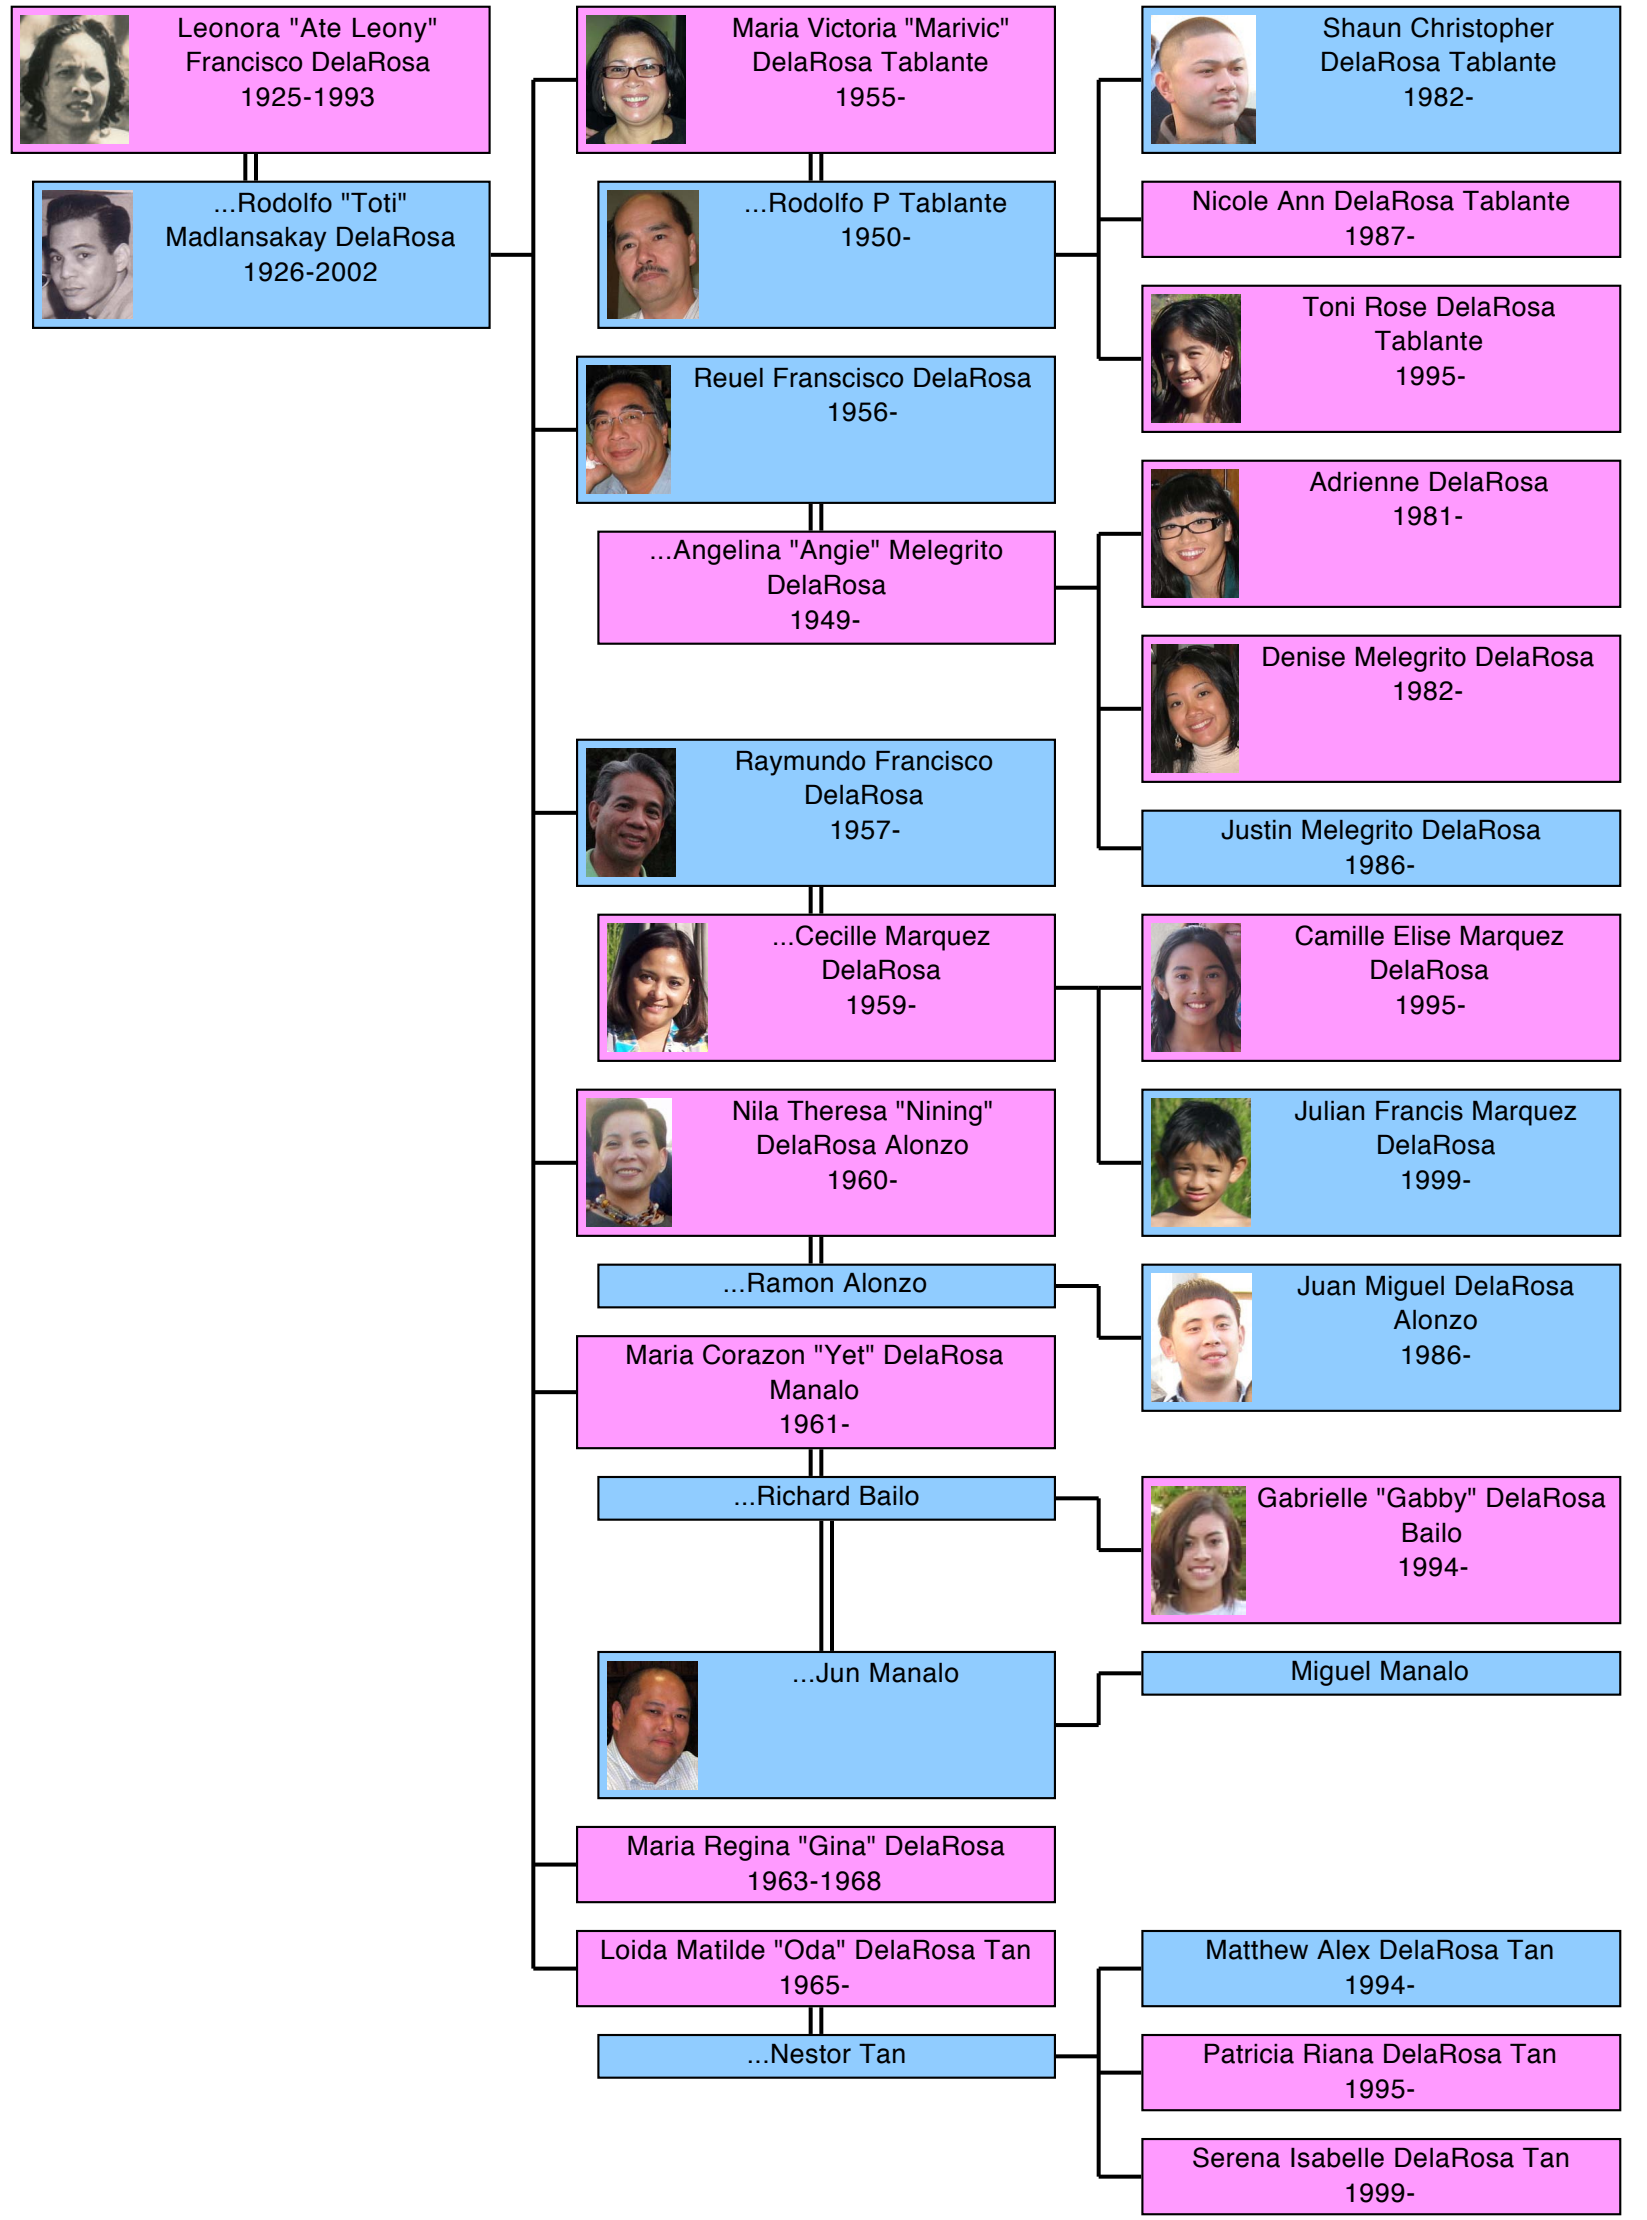 Leonora "Ate Leony"
Francisco DelaRosa
1925-1993
...Rodolfo "Toti"
Madlansakay DelaRosa
1926-2002
Maria Victoria "Marivic"
DelaRosa Tablante
1955-
...Rodolfo P Tablante
1950-
Reuel Franscisco DelaRosa
1956-
...Angelina "Angie" Melegrito
DelaRosa
1949-
Raymundo Francisco
DelaRosa
1957-
...Cecille Marquez
DelaRosa
1959-
Nila Theresa "Nining"
DelaRosa Alonzo
1960-
...Ramon Alonzo
Maria Corazon "Yet" DelaRosa
Manalo
1961-
...Richard Bailo
...Jun Manalo
Maria Regina "Gina" DelaRosa
1963-1968
Loida Matilde "Oda" DelaRosa Tan
1965-
...Nestor Tan
Shaun Christopher
DelaRosa Tablante
1982-
Nicole Ann DelaRosa Tablante
1987-
Toni Rose DelaRosa
Tablante
1995-
Adrienne DelaRosa
1981-
Denise Melegrito DelaRosa
1982-
Justin Melegrito DelaRosa
1986-
Camille Elise Marquez
DelaRosa
1995-
Julian Francis Marquez
DelaRosa
1999-
Juan Miguel DelaRosa
Alonzo
1986-
Gabrielle "Gabby" DelaRosa
Bailo
1994-
Miguel Manalo
Matthew Alex DelaRosa Tan
1994-
Patricia Riana DelaRosa Tan
1995-
Serena Isabelle DelaRosa Tan
1999-